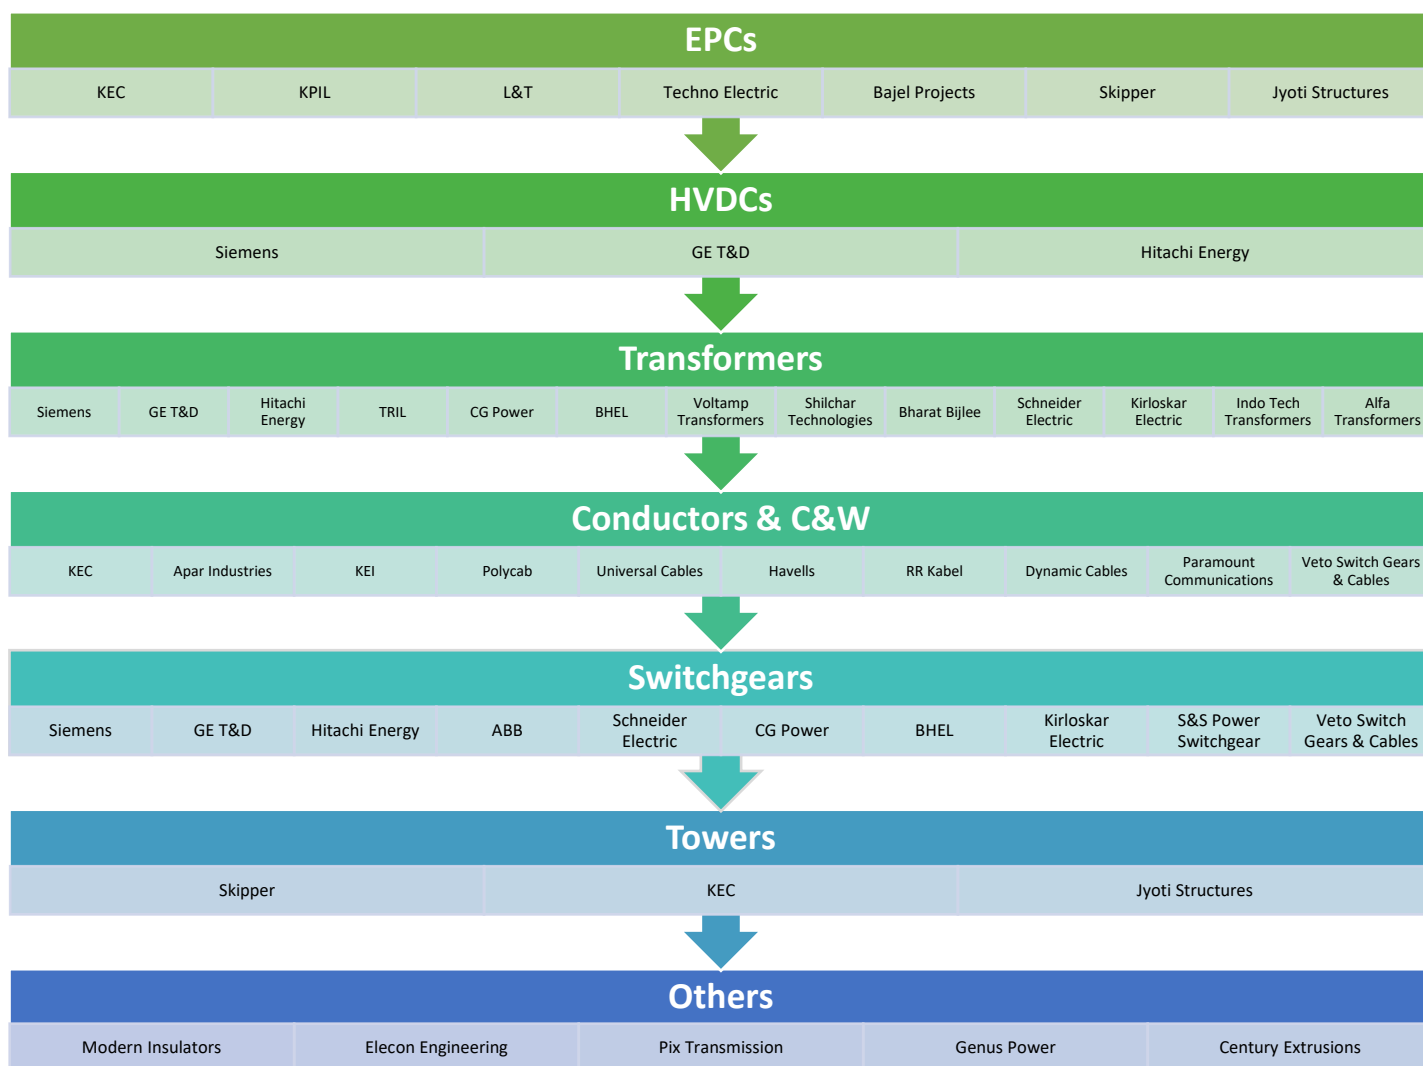 EPCs
KEC
KPIL
L&T
Techno Electric
Bajel Projects
Skipper
Jyoti Structures
HVDCs
Siemens
GE T&D
Hitachi Energy
Transformers
Siemens
GE T&D
Hitachi
Energy
TRIL
CG Power
BHEL
Voltamp
Transformers
Shilchar
Technologies
Bharat Bijlee
Schneider
Electric
Kirloskar
Electric
Indo Tech
Transformers
Alfa
Transformers
Conductors & C&W
KEC
Apar Industries
KEI
Polycab
Universal Cables
Havells
RR Kabel
Dynamic Cables
Paramount
Communications
Veto Switch Gears
& Cables
Switchgears
Siemens
GE T&D
Hitachi Energy
ABB
Schneider
Electric
CG Power
BHEL
Kirloskar
Electric
S&S Power
Switchgear
Veto Switch
Gears & Cables
Towers
Skipper
KEC
Jyoti Structures
Others
Modern Insulators
Elecon Engineering
Pix Transmission
Genus Power
Century Extrusions